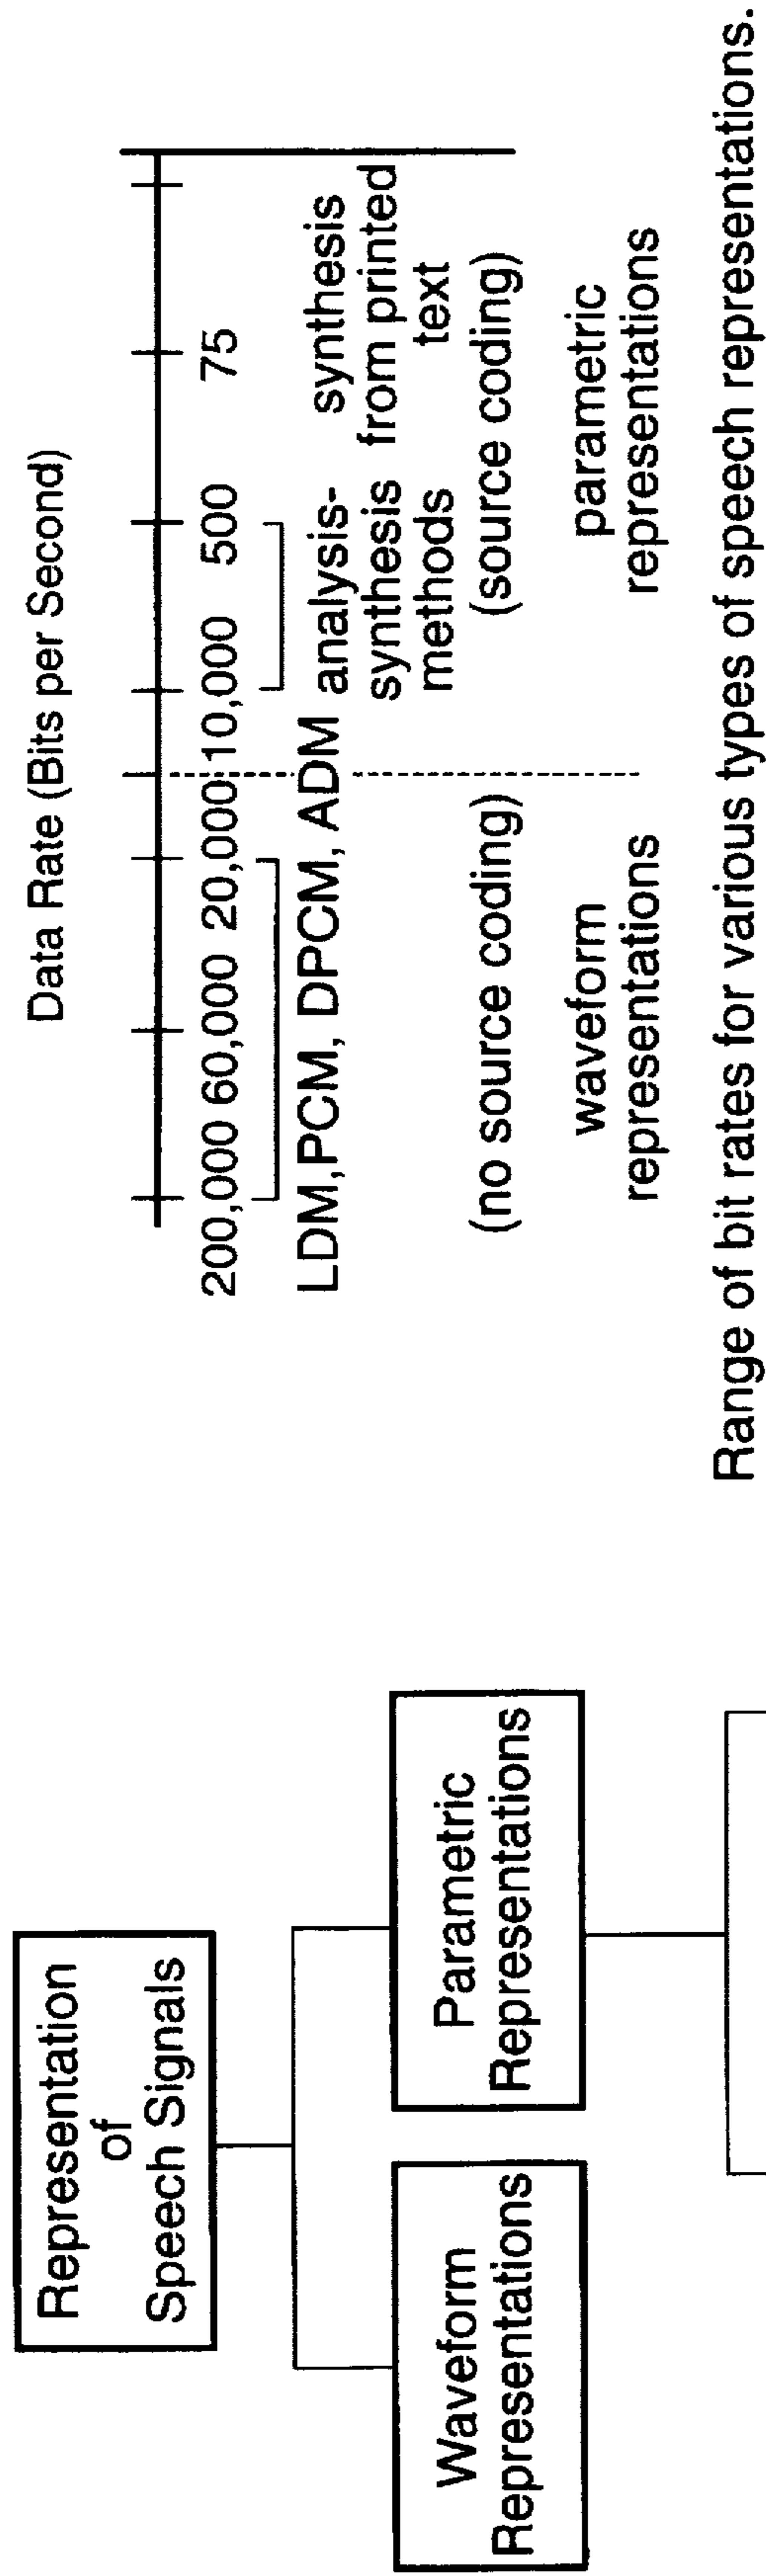 Representation
of
Speech Signals
Waveform
Representations
Parametric
Representations
Data Rate (Bits per Second)
200,000 60,000 20,000 10,000 500 75
LDM, PCM, DPCM, ADM
analysis-
synthesis
methods
synthesis
from printed
text
(no source coding)
(source coding)
waveform
representations
parametric
representations
Range of bit rates for various types of speech representations.